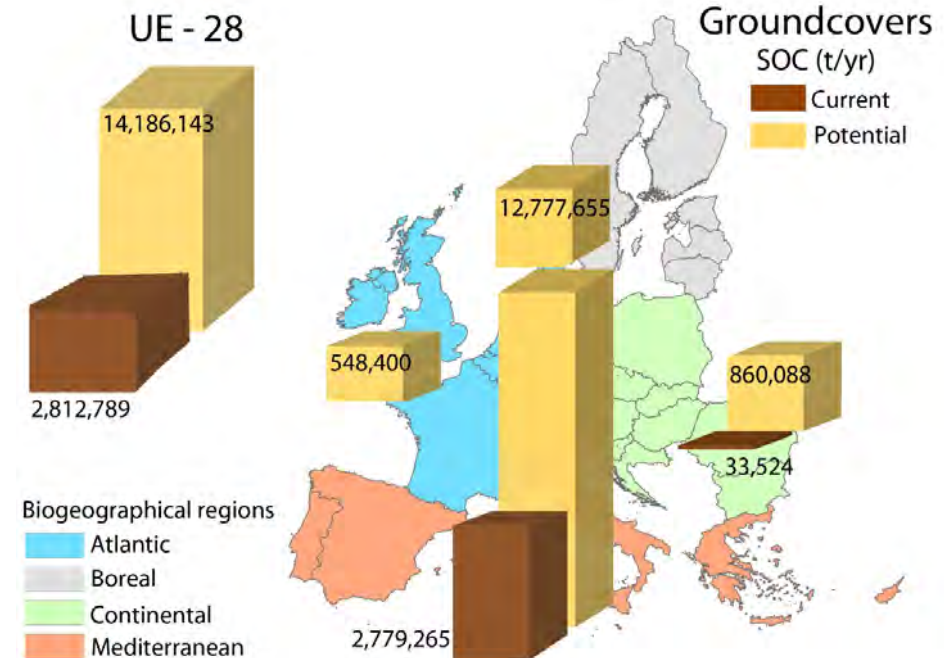 UE - 28
14,186,143
2,812,789
Groundcovers
SOC (t/yr)
Current
Potential
12,777,655
548,400
860,088
33,524
2,779,265
Biogeographical regions
Atlantic
Boreal
Continental
Mediterranean